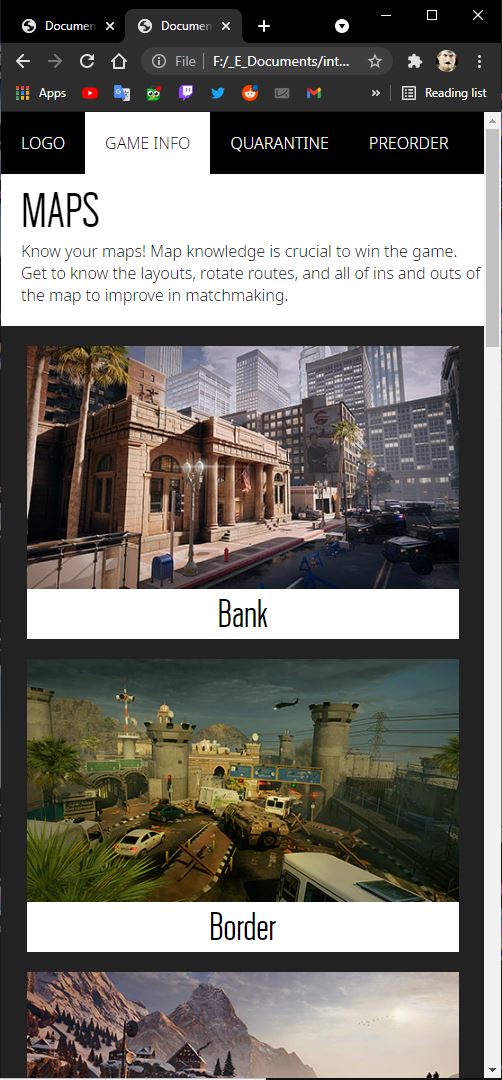 Documen
Documen
File
F:/_E_Documents/int...
Apps
»
Reading list
LOGO
GAME INFO
QUARANTINE
PREORDER
MAPS
Know your maps! Map knowledge is crucial to win the game.
Get to know the layouts, rotate routes, and all of ins and outs of
the map to improve in matchmaking.
Bank
Border